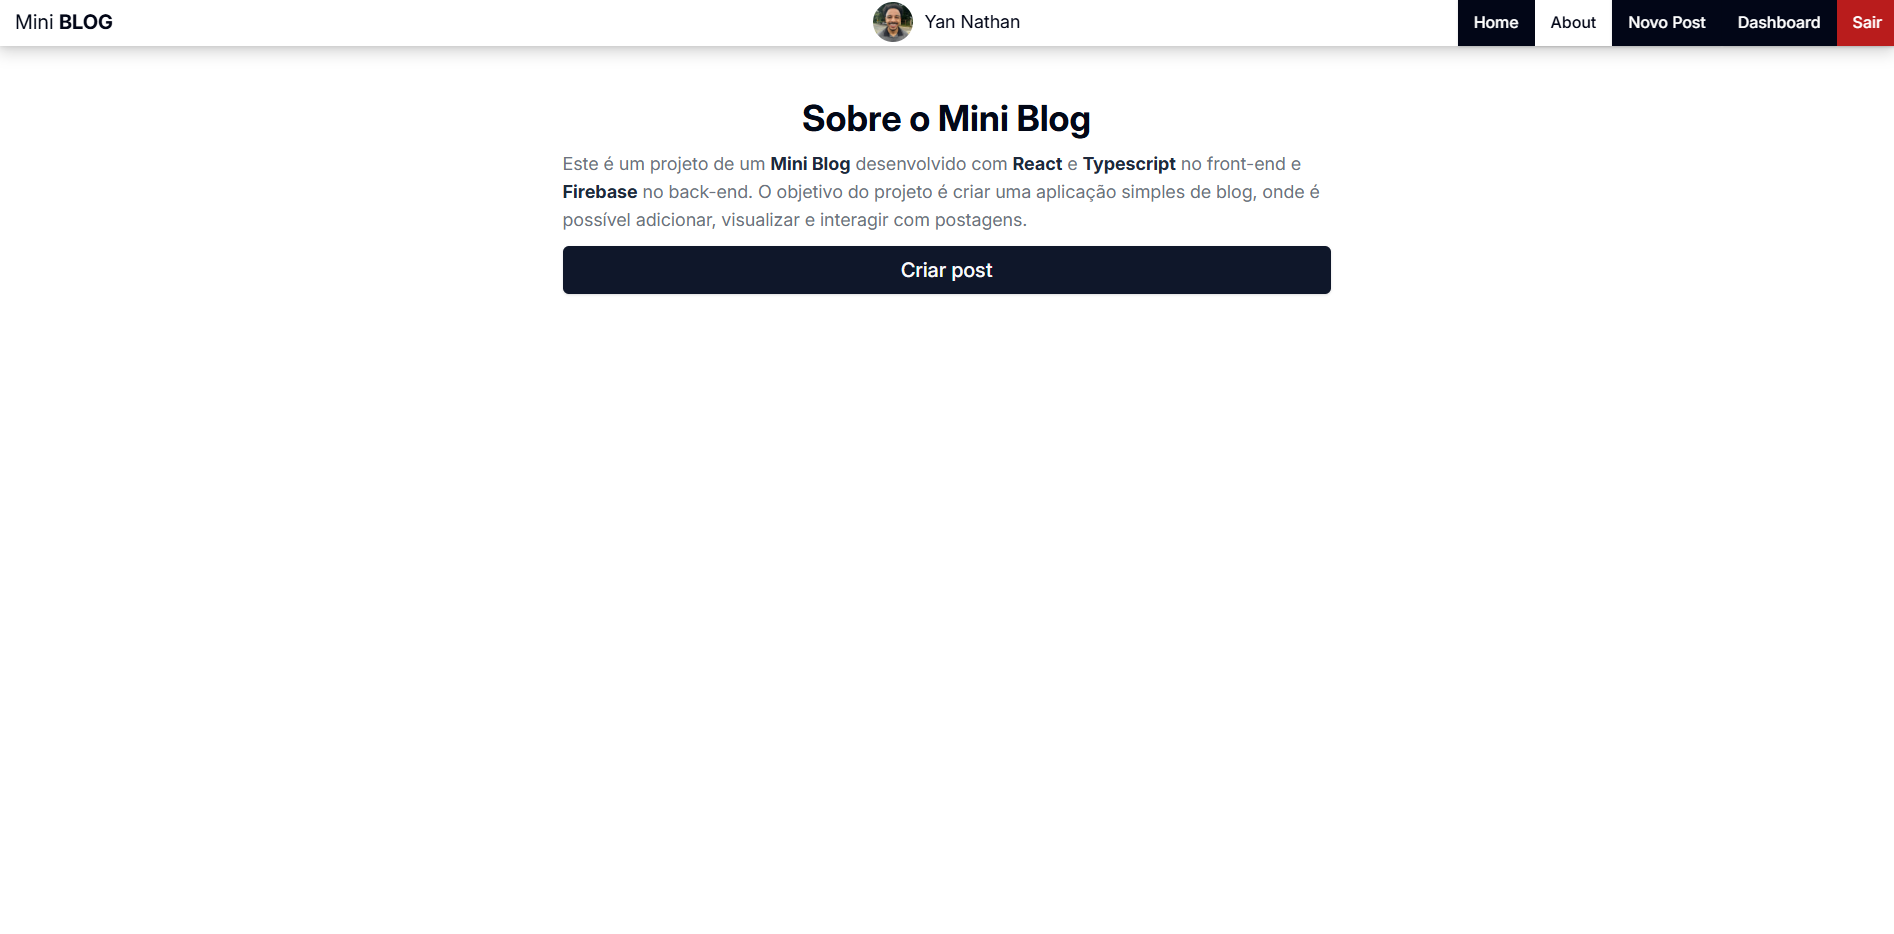 Mini BLOG
Yan Nathan
Home
About
Novo Post
Dashboard
Sair
Sobre o Mini Blog
Este é um projeto de um Mini Blog desenvolvido com React e Typescript no front-end e
Firebase no back-end. O objetivo do projeto é criar uma aplicação simples de blog, onde é
possível adicionar, visualizar e interagir com postagens.
Criar post